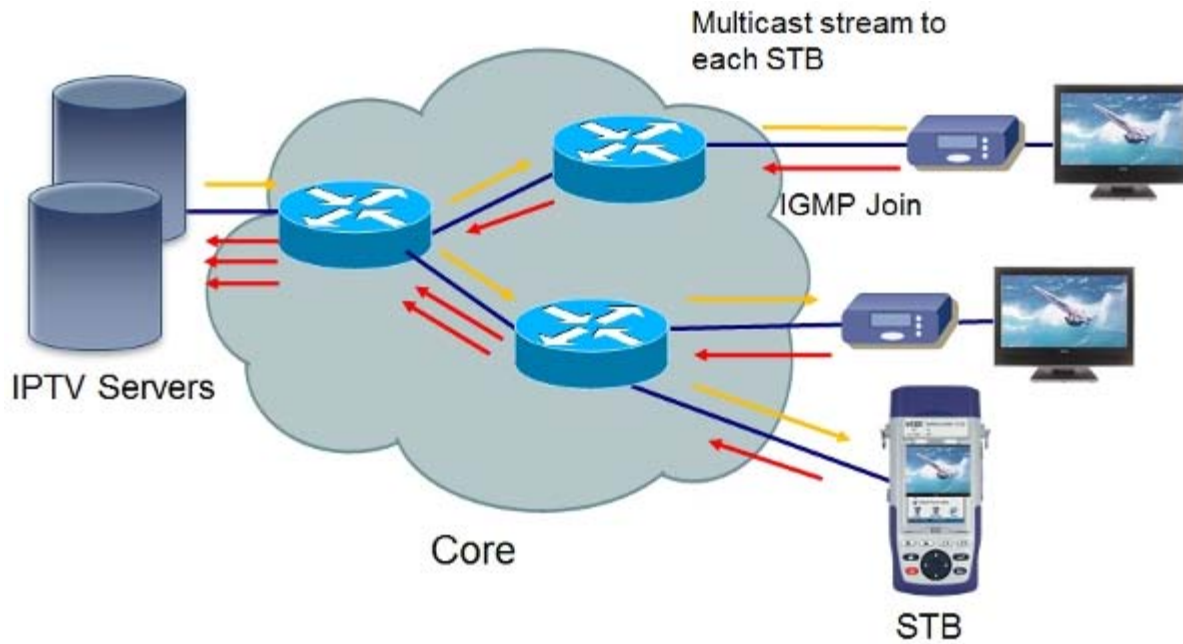 Multicast stream to
each STB
IGMP Join
IPTV Servers
Core
STB